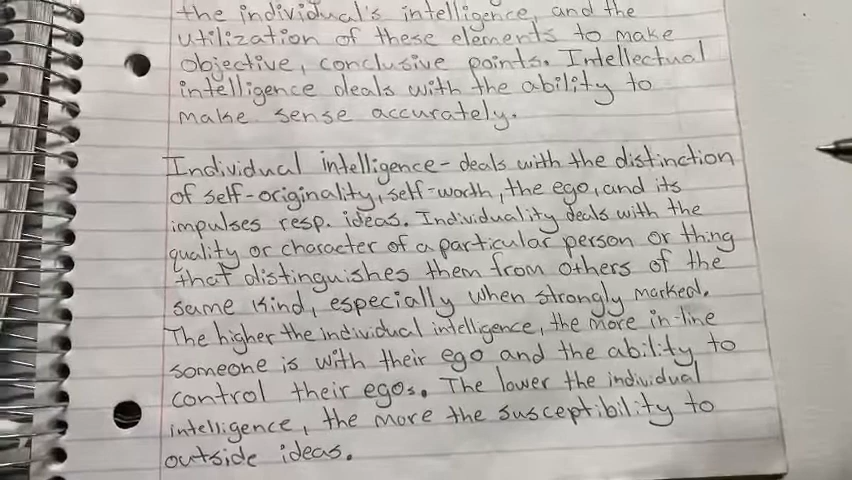 the individual's intelligence, and the
utilization of these elements to make
objective, conclusive points. Intellectual
intelligence deals with the ability to
make sense accurately.
Individual intelligence - deals with the distinction
of self-originality, self-worth, the ego, and its
impulses resp. ideas. Individuality deals with the
quality or character of a particular person or thing
that distinguishes them from others of the
same kind, especially when strongly marked.
The higher the individual intelligence, the more in-line
someone is with their ego and the ability to
control their egos. The lower the individual
intelligence, the more the susceptibility to
outside ideas.